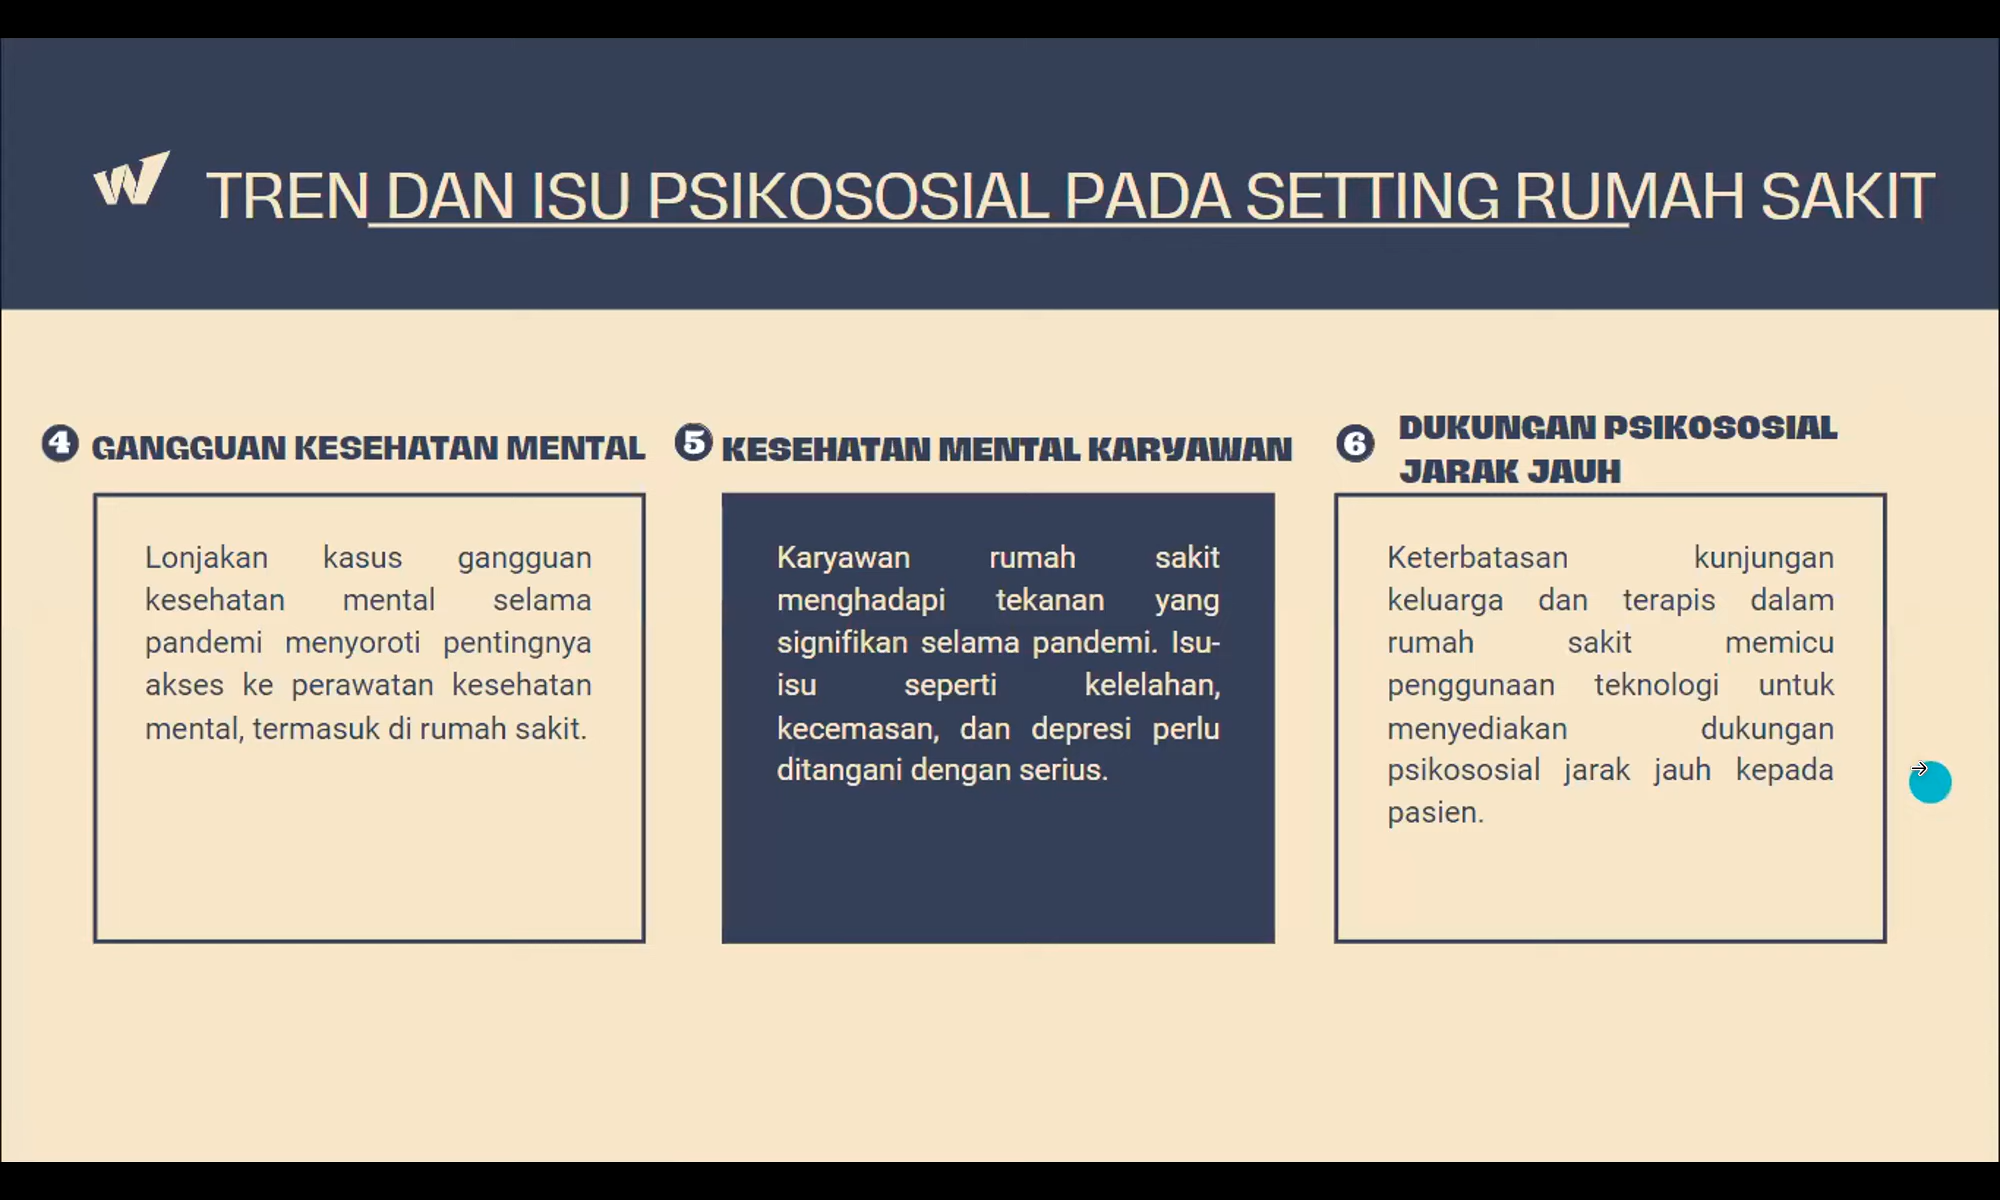 W
TREN DAN ISU PSIKOSOSIAL PADA SETTING RUMAH SAKIT
4 GANGGUAN KESEHATAN MENTAL
Lonjakan kasus gangguan
kesehatan mental selama
pandemi menyoroti pentingnya
akses ke perawatan kesehatan
mental, termasuk di rumah sakit.
5 KESEHATAN MENTAL KARYAWAN
Karyawan rumah sakit
menghadapi tekanan yang
signifikan selama pandemi. Isu-
isu seperti kelelahan,
kecemasan, dan depresi perlu
ditangani dengan serius.
6 DUKUNGAN PSIKOSOSIAL
JARAK JAUH
Keterbatasan kunjungan
keluarga dan terapis dalam
rumah sakit memicu
penggunaan teknologi untuk
menyediakan dukungan
psikososial jarak jauh kepada
pasien.